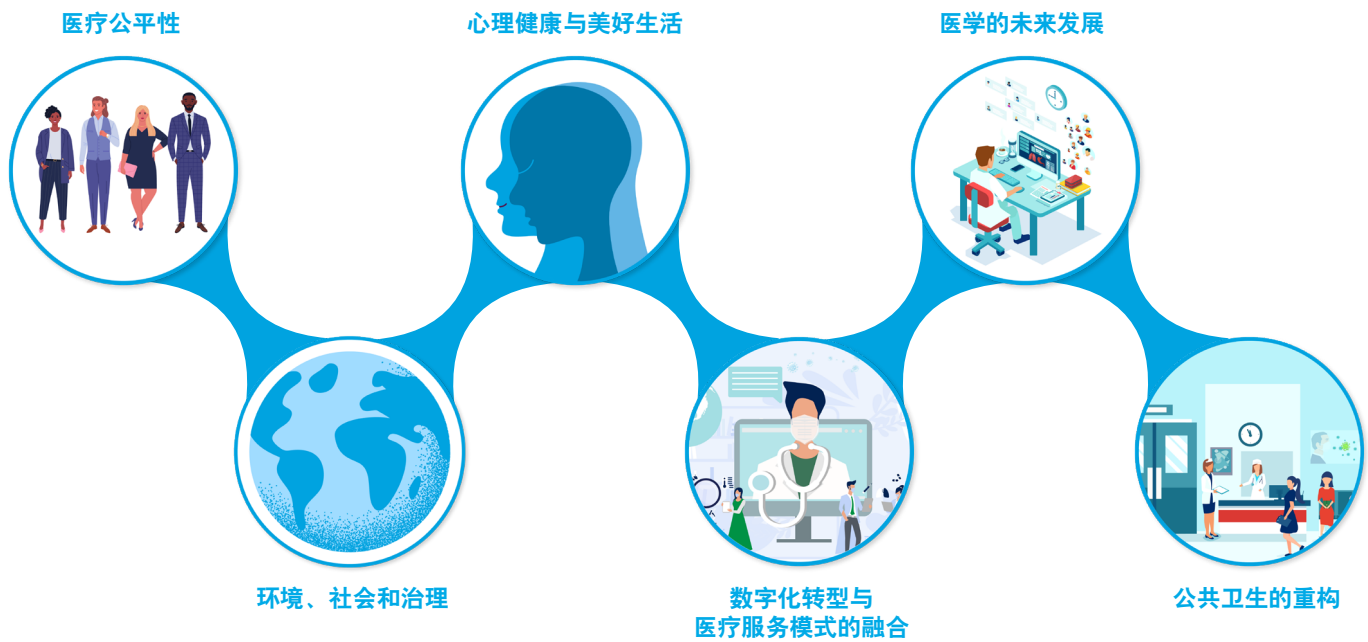 医疗公平性
心理健康与美好生活
医学的未来发展
环境、社会和治理
数字化转型与
医疗服务模式的融合
公共卫生的重构